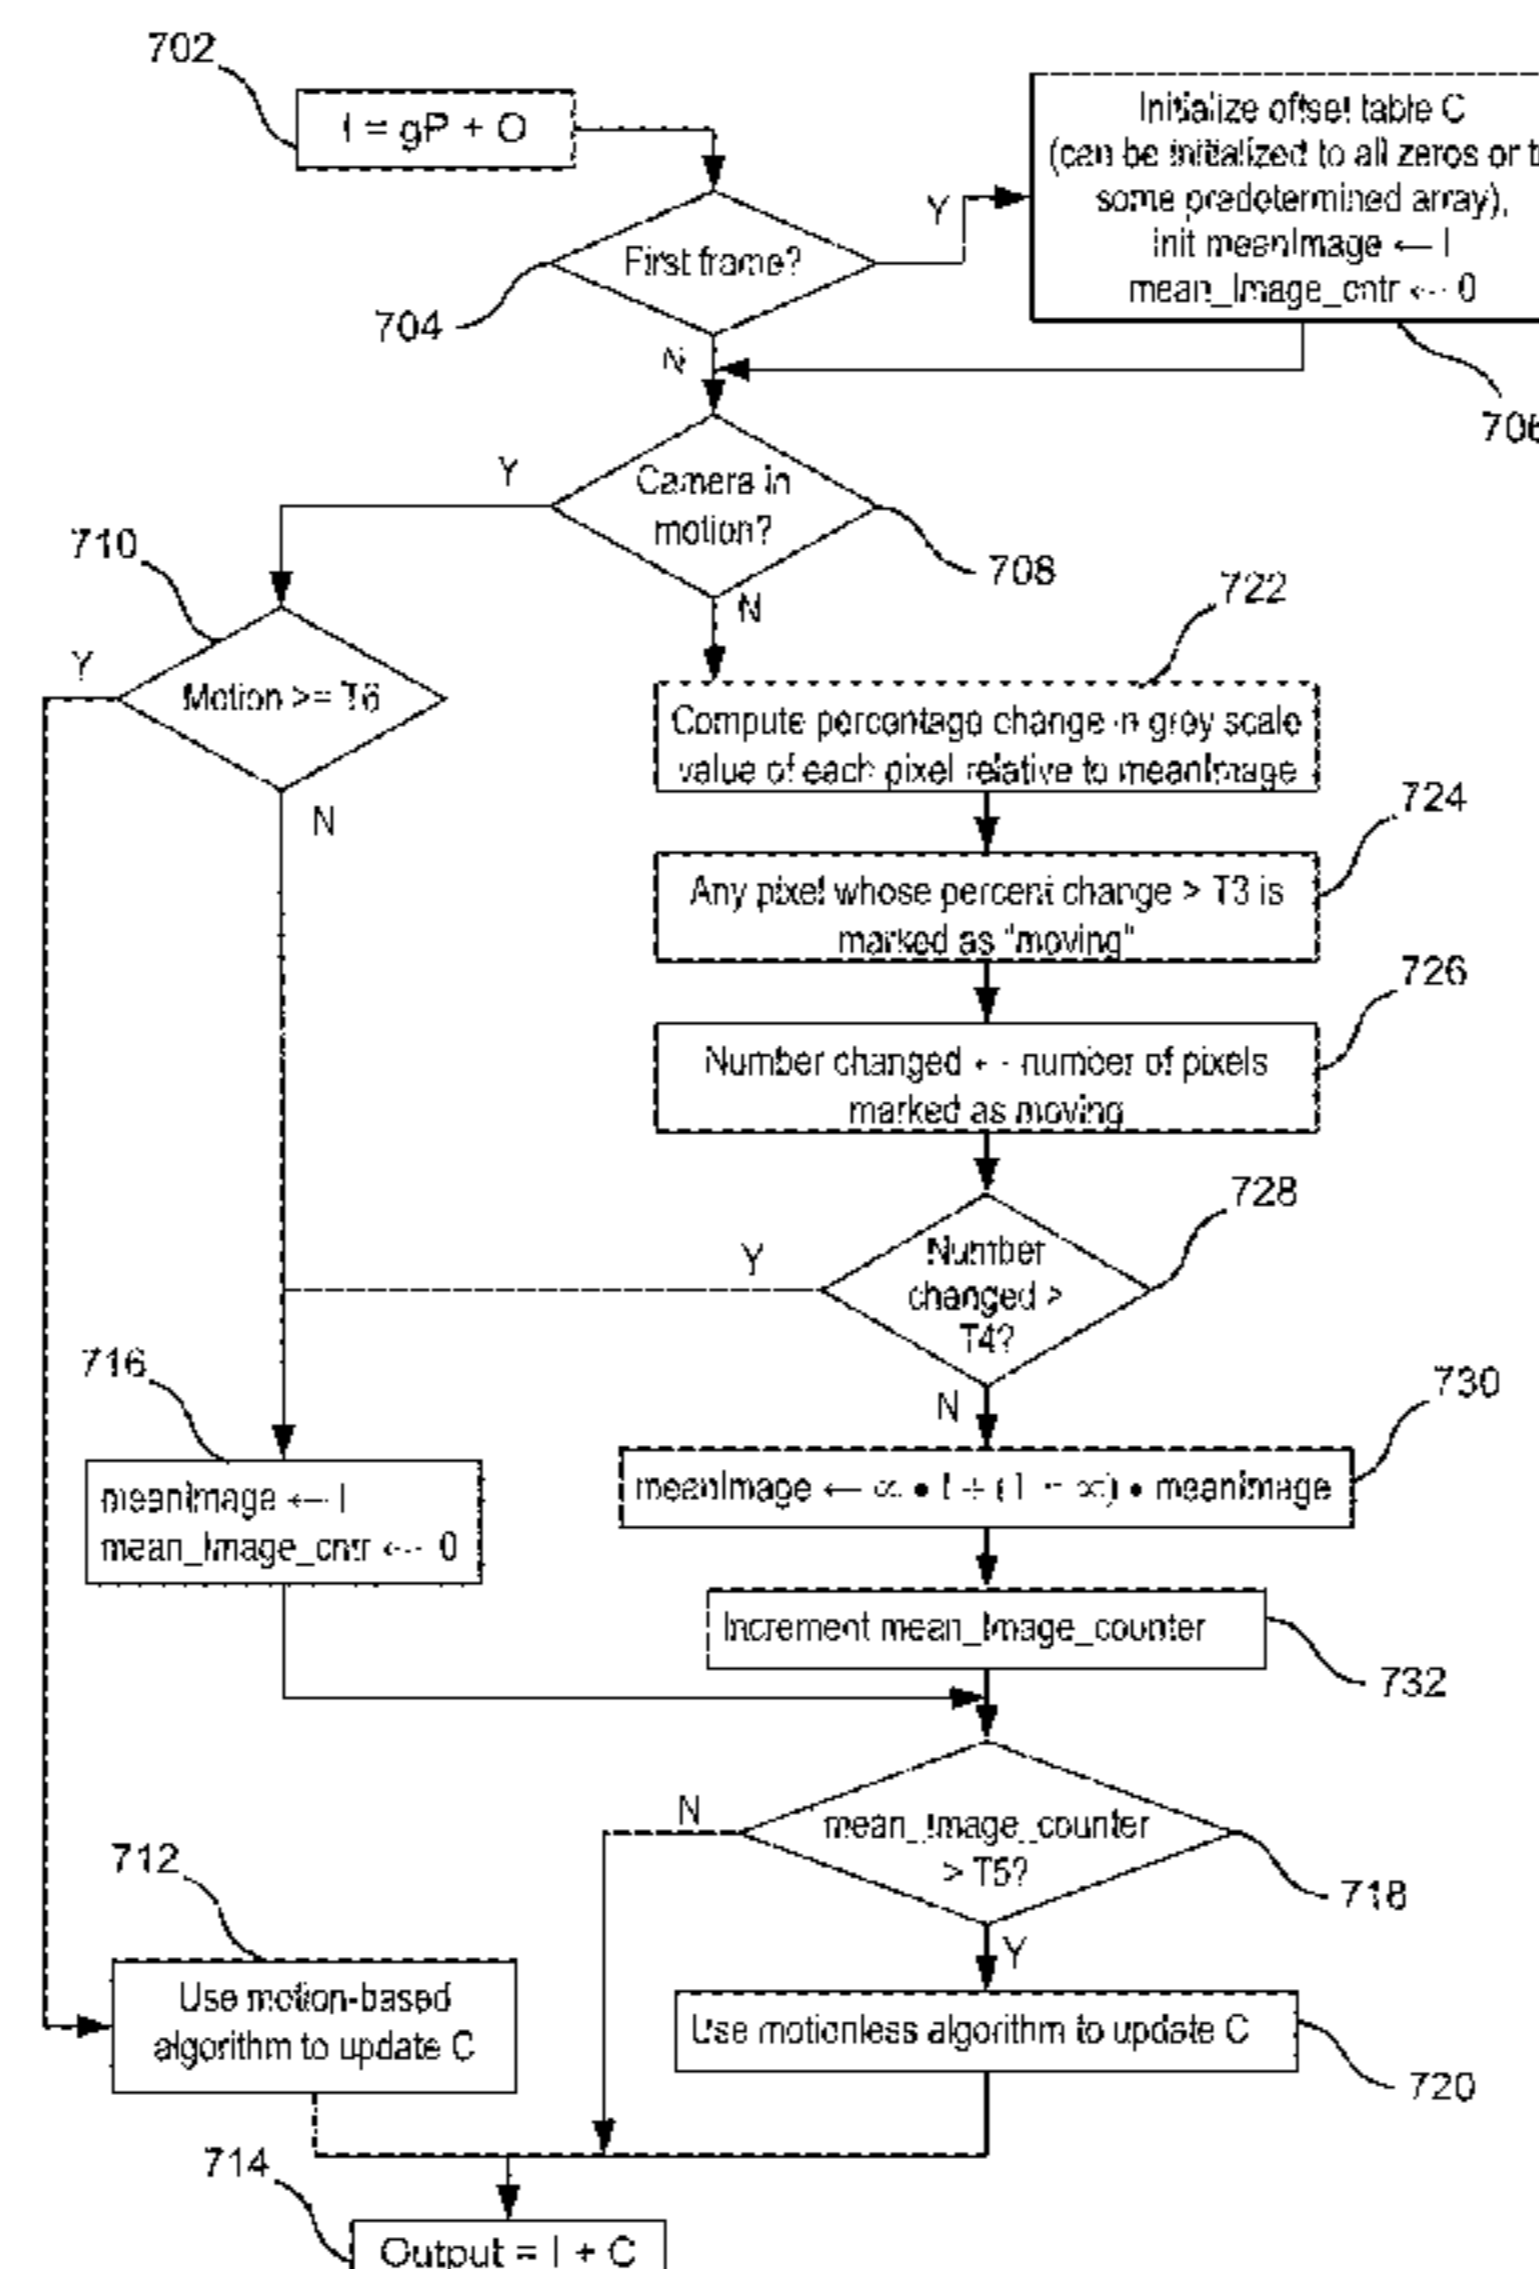 702
I = gP + O
Initialize offset table C
(can be initialized to all zeros or t
some predetermined array),
init meanImage ← I
mean_Image_cntr ← 0
Y
First frame?
704
N
706
Y
Camera in
motion?
710
708
N
722
Y
Motion >= T6
Compute percentage change in grey scale
value of each pixel relative to meanImage
N
724
Any pixel whose percent change > T3 is
marked as "moving"
726
Number changed ← number of pixels
marked as moving
728
Y
Number
changed >
T4?
716
N
730
meanImage ← I
mean_Image_cntr ← 0
meanImage ← ∝ • I + (1 - ∝) • meanImage
Increment mean_Image_counter
732
N
mean_Image_counter
> T5?
712
718
Y
Use motion-based
algorithm to update C
Use motionless algorithm to update C
720
714
Output = I + C